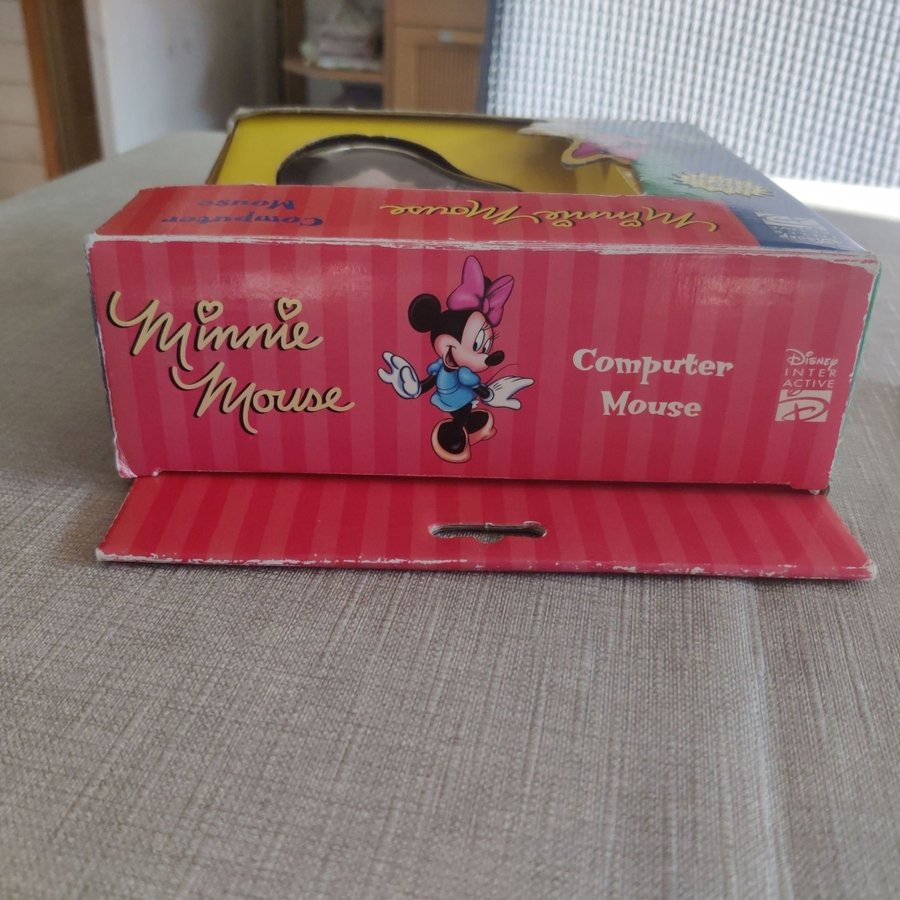 Computer
Mouse
Minnie Mouse
Minnie
Mouse
Computer
Mouse
Disney
INTER
ACTIVE